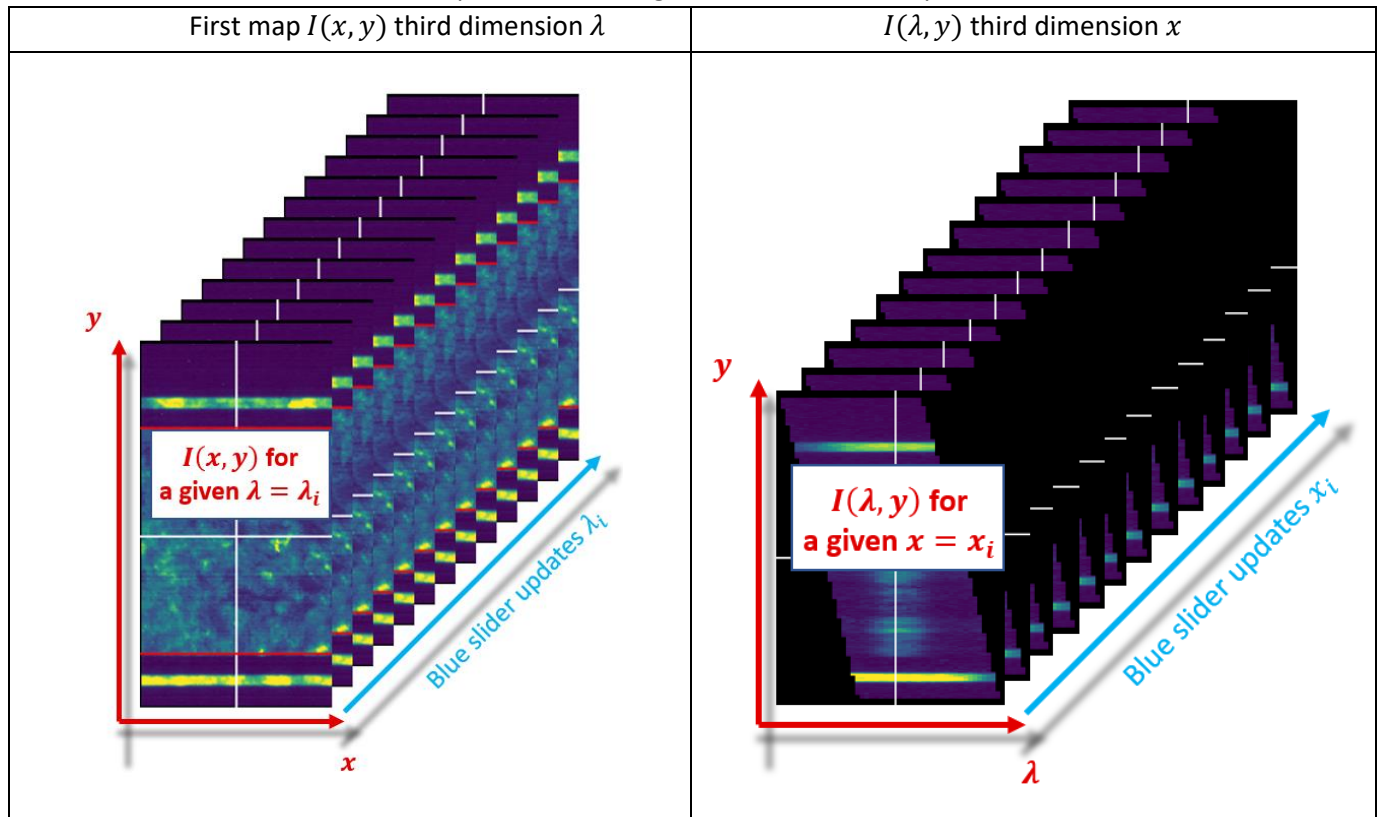 First map I(x, y) third dimension λ
I(λ, y) third dimension x
y
I(x, y) for
a given λ = λᵢ
Blue slider updates λᵢ
x
y
I(λ, y) for
a given x = xᵢ
Blue slider updates xᵢ
λ